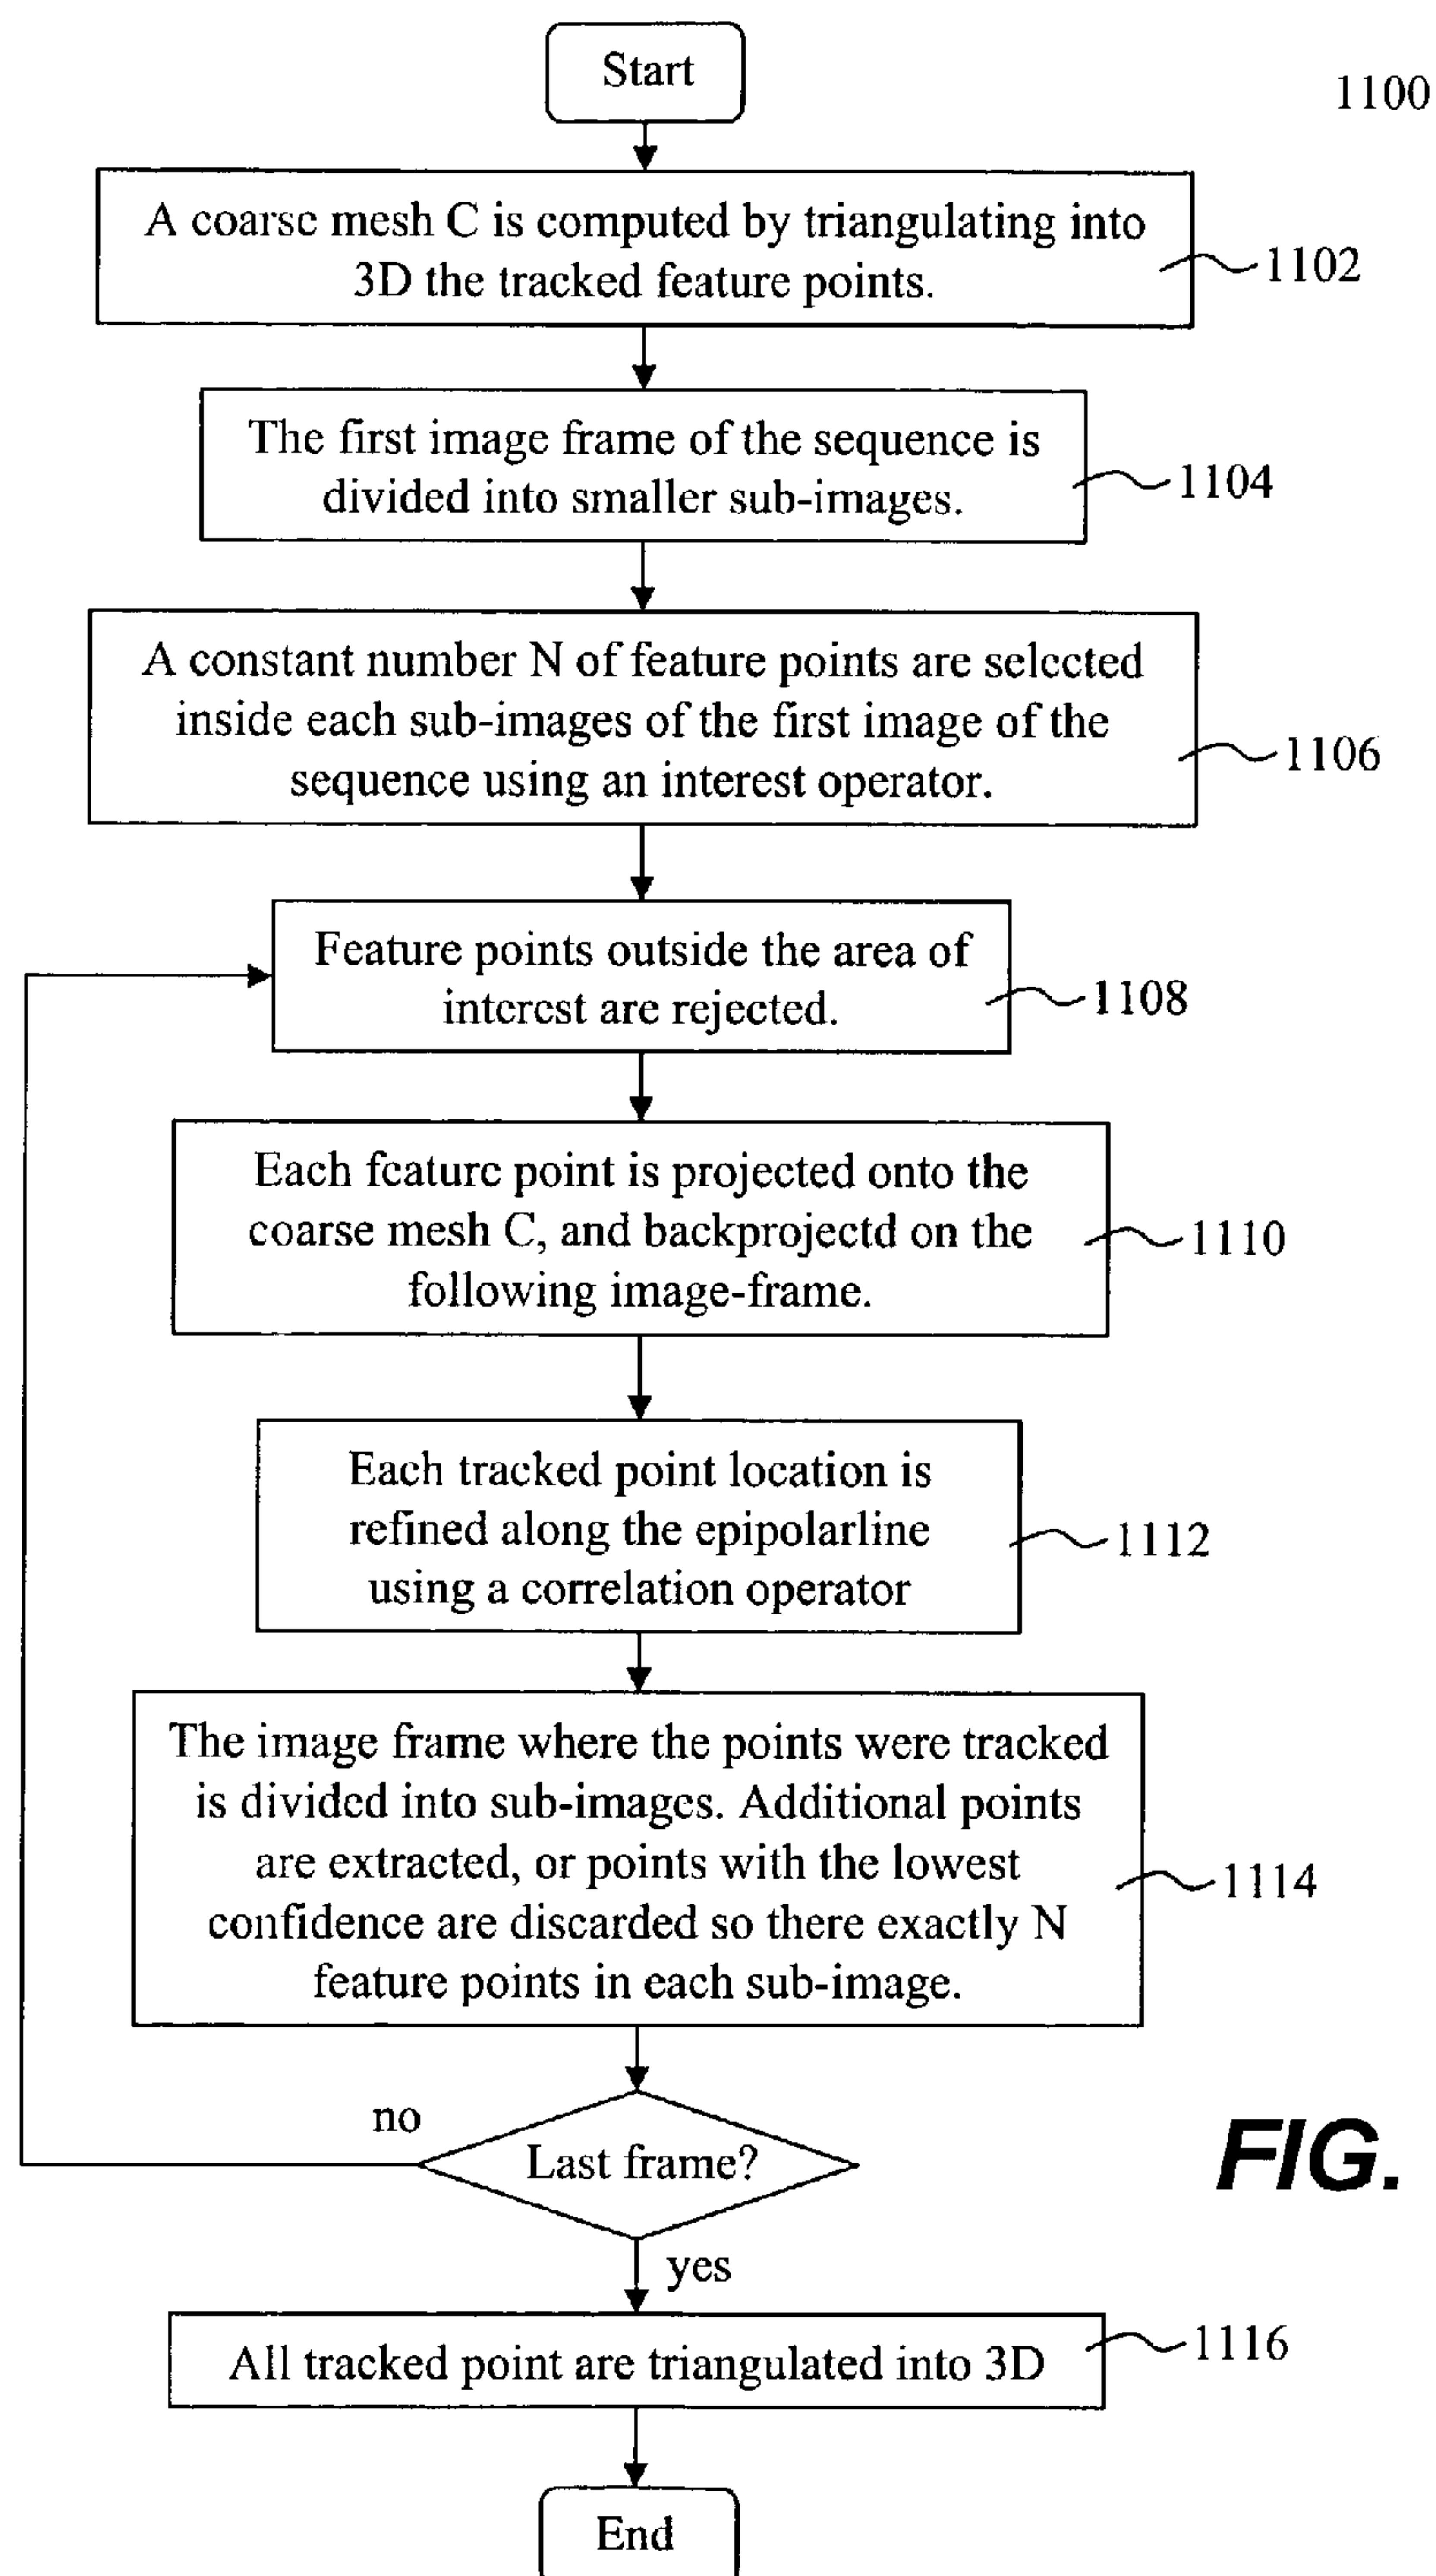 Start
1100
A coarse mesh C is computed by triangulating into
3D the tracked feature points.
1102
The first image frame of the sequence is
divided into smaller sub-images.
1104
A constant number N of feature points are selected
inside each sub-images of the first image of the
sequence using an interest operator.
1106
Feature points outside the area of
interest are rejected.
1108
Each feature point is projected onto the
coarse mesh C, and backprojectd on the
following image-frame.
1110
Each tracked point location is
refined along the epipolarline
using a correlation operator
1112
The image frame where the points were tracked
is divided into sub-images. Additional points
are extracted, or points with the lowest
confidence are discarded so there exactly N
feature points in each sub-image.
1114
no
Last frame?
FIG.
yes
All tracked point are triangulated into 3D
1116
End